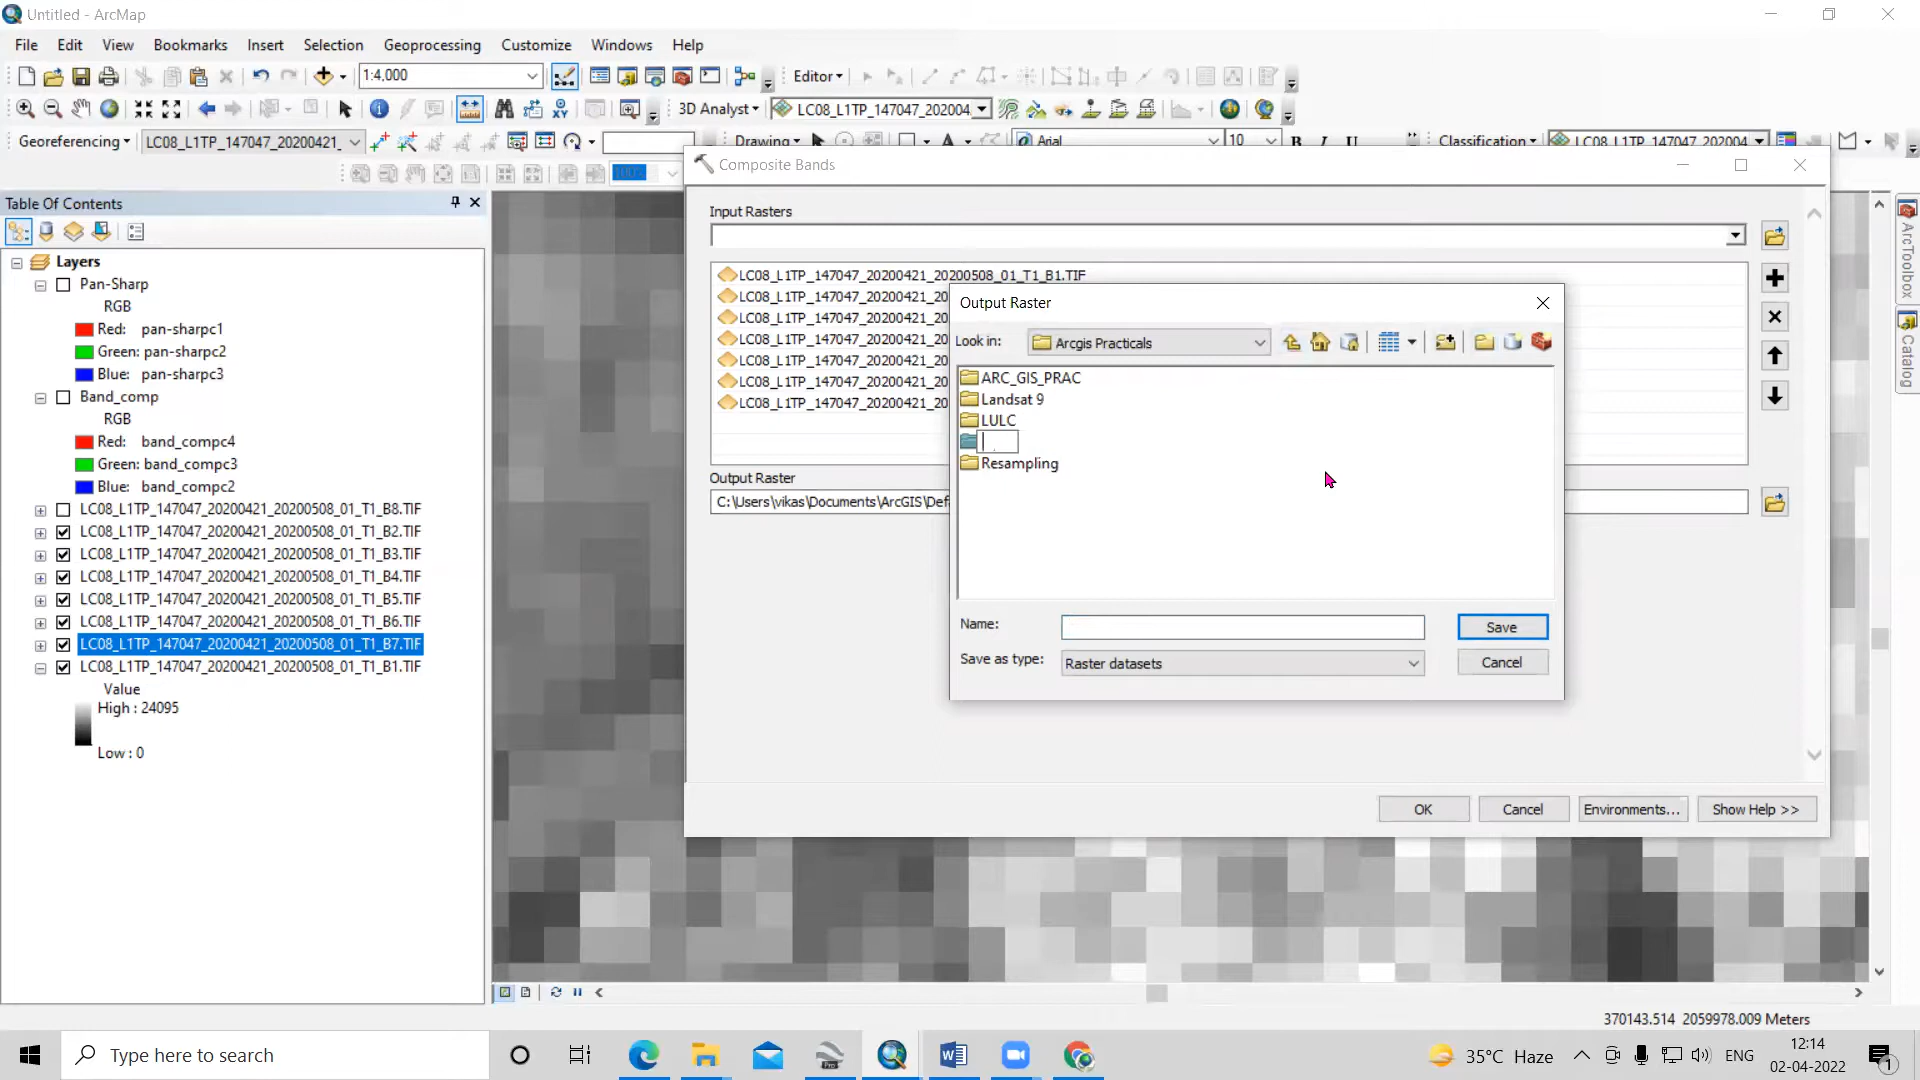 Untitled - ArcMap
File Edit View Bookmarks Insert Selection Geoprocessing Customize Windows Help
1:4,000
Editor
3D Analyst
LC08_L1TP_147047_202004
Georeferencing
LC08_L1TP_147047_20200421_
Drawing
Arial
10
B I U
Classification
LC08_L1TP_147047_202004
100%
Composite Bands
Table Of Contents
Input Rasters
ArcToolbox
Catalog
Layers
Pan-Sharp
RGB
Red: pan-sharpc1
Green: pan-sharpc2
Blue: pan-sharpc3
Band_comp
RGB
Red: band_compc4
Green: band_compc3
Blue: band_compc2
LC08_L1TP_147047_20200421_20200508_01_T1_B8.TIF
LC08_L1TP_147047_20200421_20200508_01_T1_B2.TIF
LC08_L1TP_147047_20200421_20200508_01_T1_B3.TIF
LC08_L1TP_147047_20200421_20200508_01_T1_B4.TIF
LC08_L1TP_147047_20200421_20200508_01_T1_B5.TIF
LC08_L1TP_147047_20200421_20200508_01_T1_B6.TIF
LC08_L1TP_147047_20200421_20200508_01_T1_B7.TIF
LC08_L1TP_147047_20200421_20200508_01_T1_B1.TIF
Value
High : 24095
Low : 0
LC08_L1TP_147047_20200421_20200508_01_T1_B1.TIF
LC08_L1TP_147047_20200421_20
LC08_L1TP_147047_20200421_20
LC08_L1TP_147047_20200421_20
LC08_L1TP_147047_20200421_20
LC08_L1TP_147047_20200421_20
LC08_L1TP_147047_20200421_20
Output Raster
C:\Users\vikas\Documents\ArcGIS\Def
Output Raster
Look in: Arcgis Practicals
ARC_GIS_PRAC
Landsat 9
LULC
Resampling
Name:
Save
Save as type: Raster datasets
Cancel
OK Cancel Environments... Show Help >>
370143.514 2059978.009 Meters
Type here to search
35°C Haze
ENG
12:14
02-04-2022
1